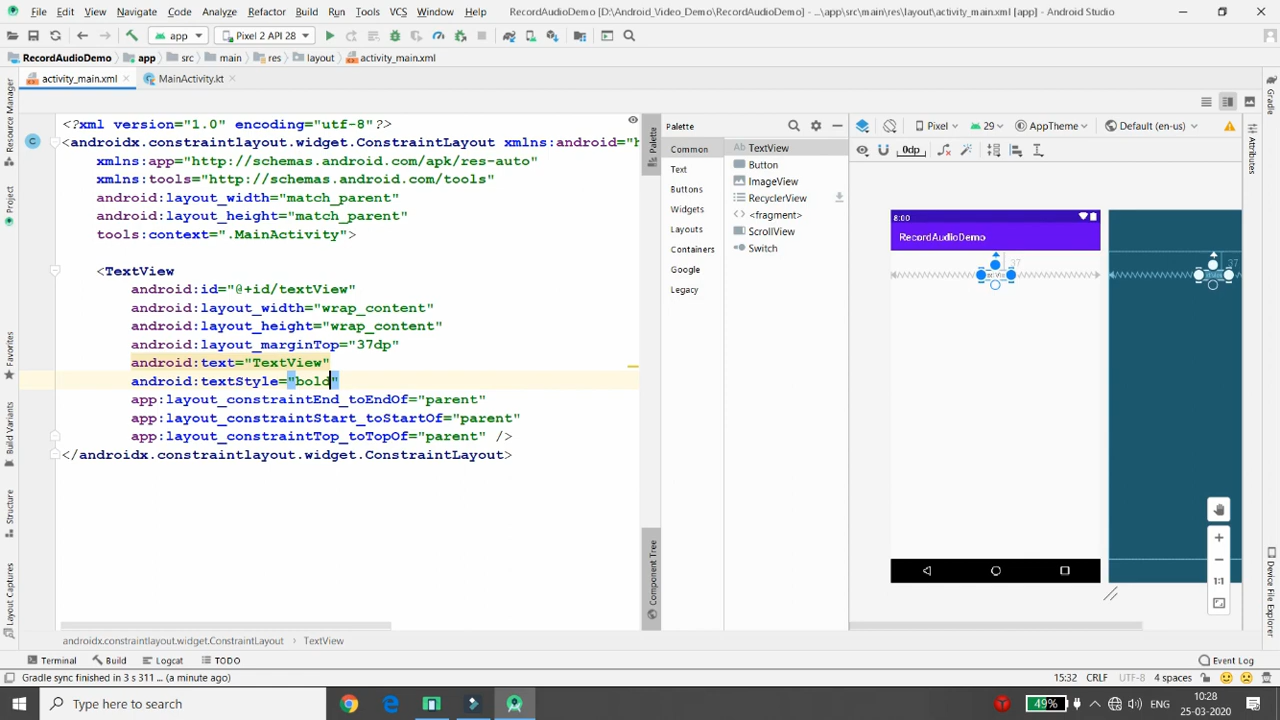 File Edit View Navigate Code Analyze Refactor Build Run Tools VCS Window Help RecordAudioDemo [D:\Android_Video_Demo\RecordAudioDemo] - ...\app\src\main\res\layout\activity_main.xml [app] - Android Studio
app Pixel 2 API 28
RecordAudioDemo app src main res layout activity_main.xml
activity_main.xml MainActivity.kt
Resource Manager
Project
Favorites
Build Variants
Structure
Layout Captures
<?xml version="1.0" encoding="utf-8"?>
C <androidx.constraintlayout.widget.ConstraintLayout xmlns:android="h
xmlns:app="http://schemas.android.com/apk/res-auto"
xmlns:tools="http://schemas.android.com/tools"
android:layout_width="match_parent"
android:layout_height="match_parent"
tools:context=".MainActivity">
<TextView
android:id="@+id/textView"
android:layout_width="wrap_content"
android:layout_height="wrap_content"
android:layout_marginTop="37dp"
android:text="TextView"
android:textStyle="bold"
app:layout_constraintEnd_toEndOf="parent"
app:layout_constraintStart_toStartOf="parent"
app:layout_constraintTop_toTopOf="parent" />
</androidx.constraintlayout.widget.ConstraintLayout>
Palette
Component Tree
Palette
Common
Text
Buttons
Widgets
Layouts
Containers
Google
Legacy
Ab TextView
Button
ImageView
RecyclerView
<> <fragment>
ScrollView
Switch
Pixel 29 AppTheme Default (en-us)
0dp
8:00
RecordAudioDemo
37
37
1:1
Gradle
Attributes
Device File Explorer
androidx.constraintlayout.widget.ConstraintLayout TextView
Terminal Build Logcat TODO Event Log
Gradle sync finished in 3 s 311 ... (a minute ago) 15:32 CRLF UTF-8 4 spaces
Type here to search 49% ENG 10:28
25-03-2020